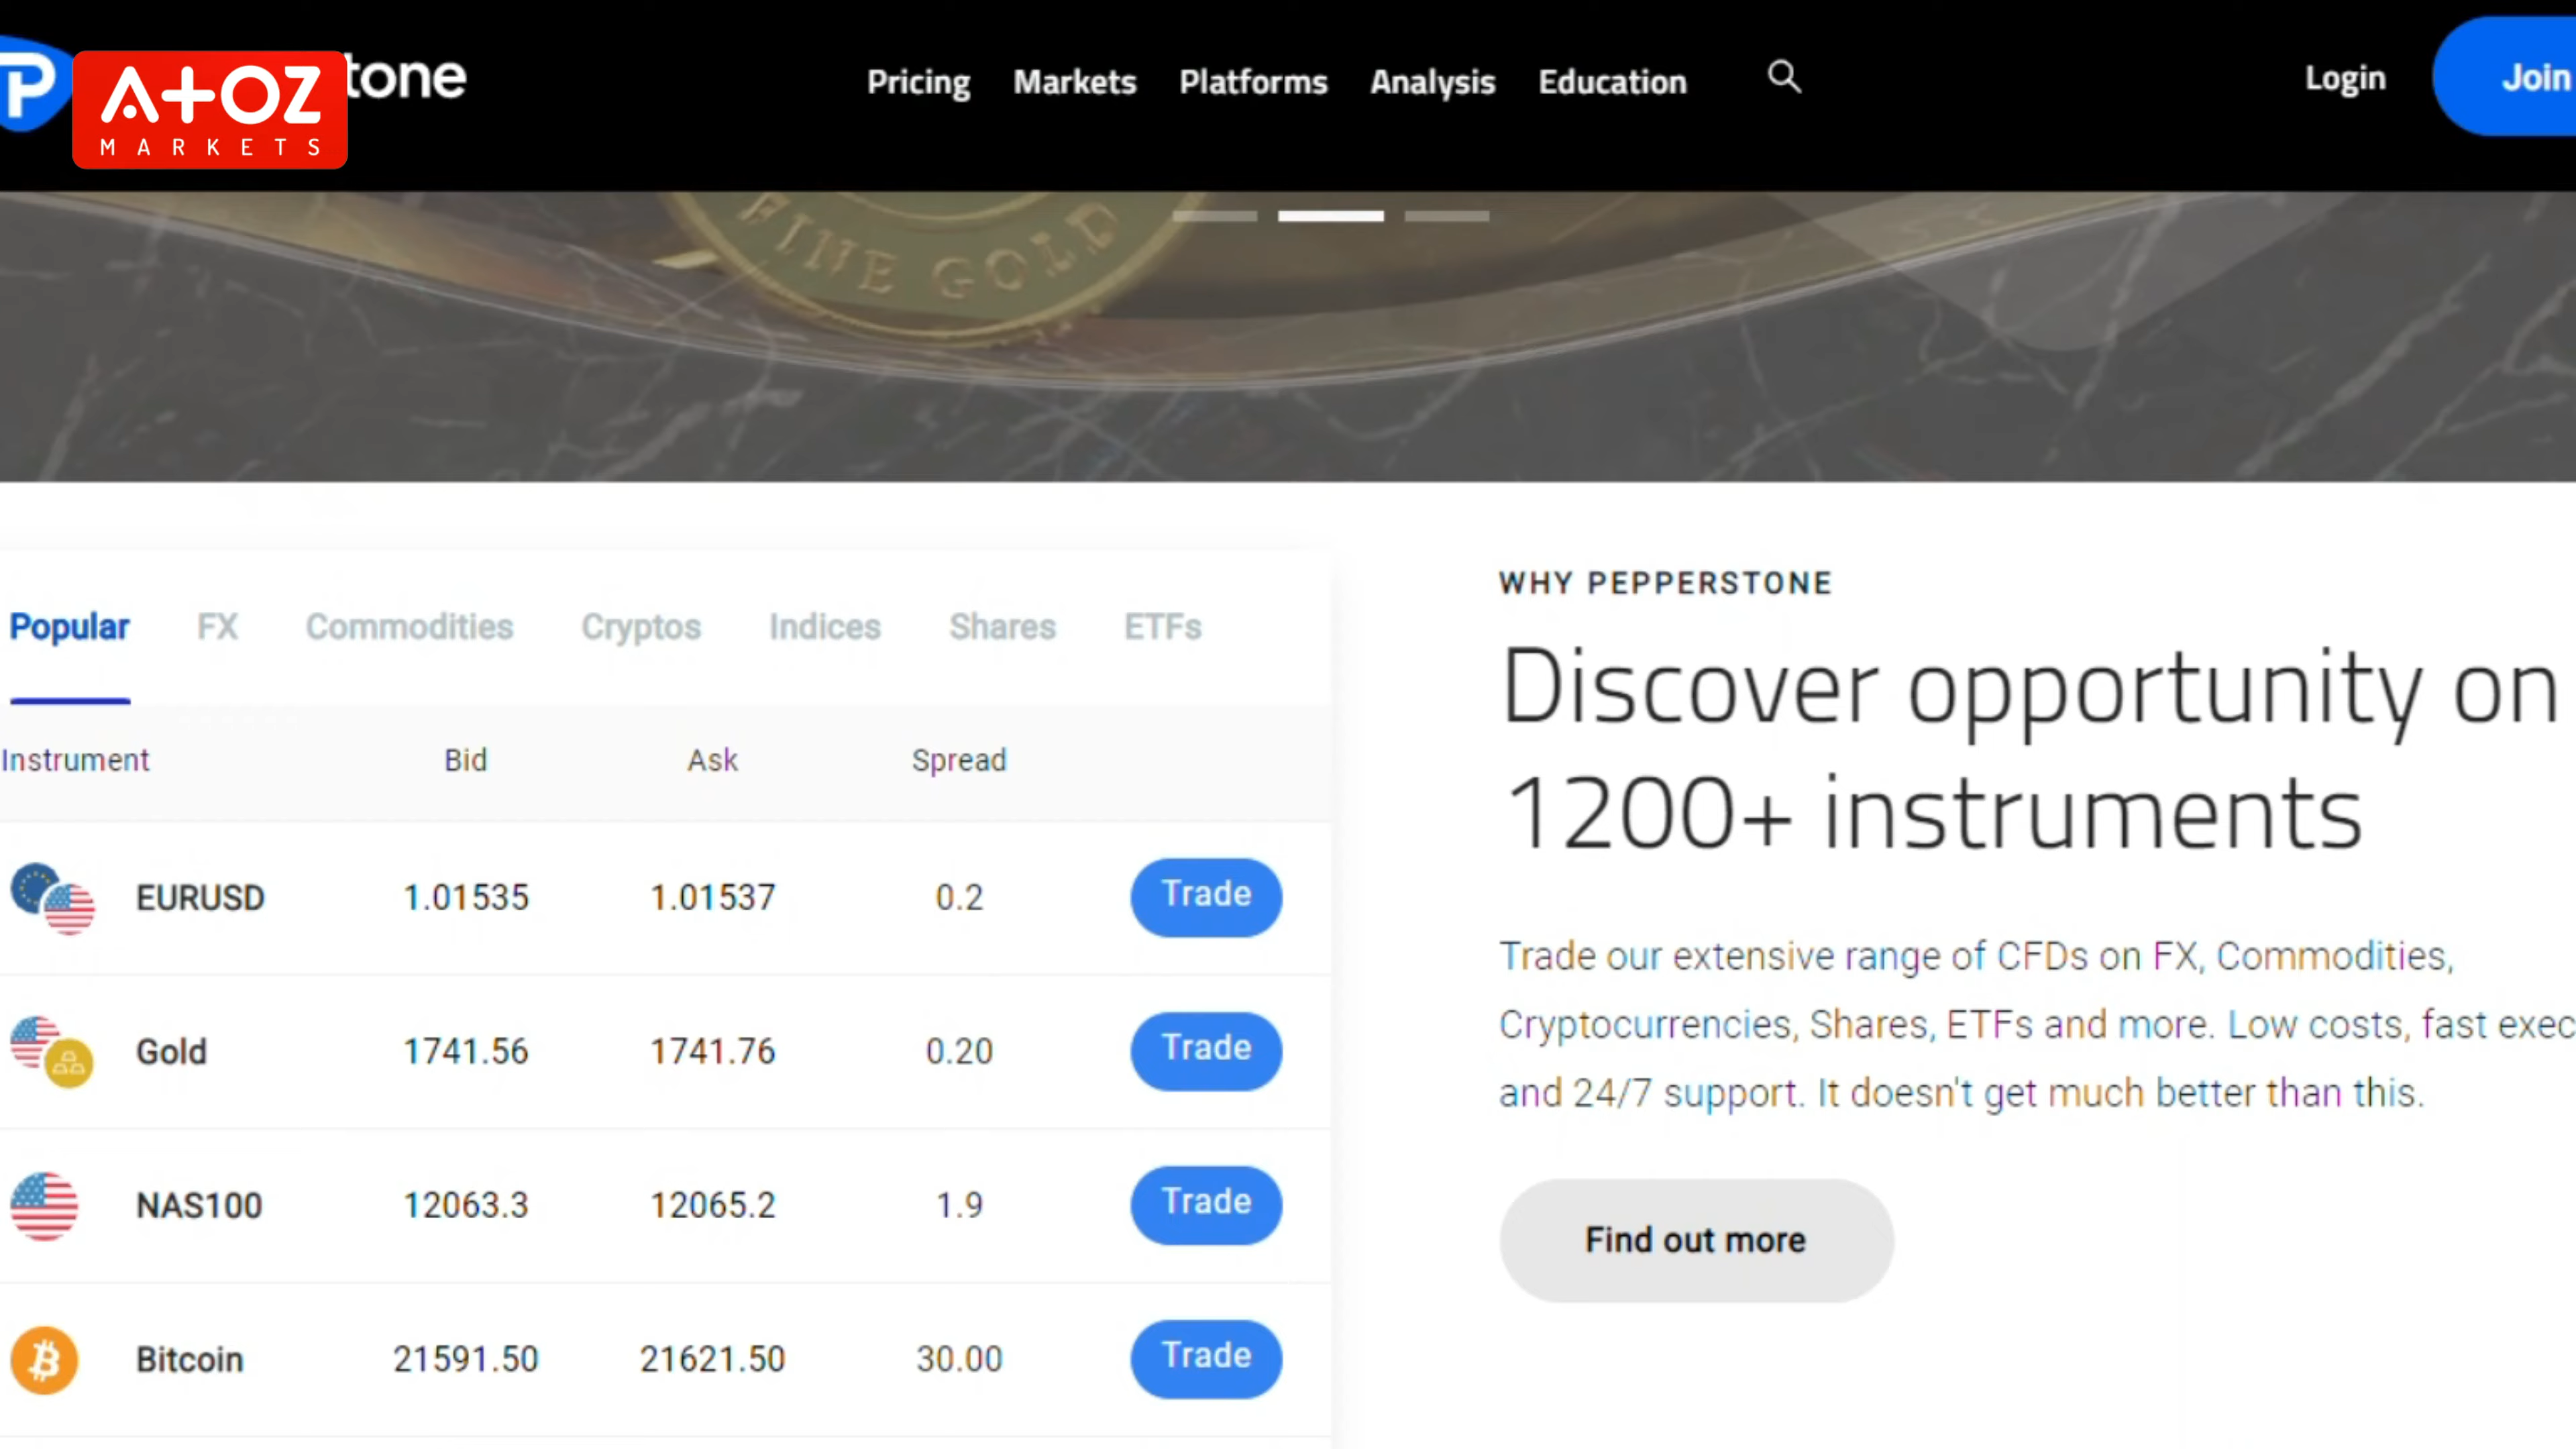 tone
A+OZ
MARKETS
Pricing Markets Platforms Analysis Education
Login
Join
FINE GOLD
Popular FX Commodities Cryptos Indices Shares ETFs
Instrument Bid Ask Spread
EURUSD 1.01535 1.01537 0.2 Trade
Gold 1741.56 1741.76 0.20 Trade
NAS100 12063.3 12065.2 1.9 Trade
Bitcoin 21591.50 21621.50 30.00 Trade
WHY PEPPERSTONE
Discover opportunity on
1200+ instruments
Trade our extensive range of CFDs on FX, Commodities,
Cryptocurrencies, Shares, ETFs and more. Low costs, fast exec
and 24/7 support. It doesn't get much better than this.
Find out more